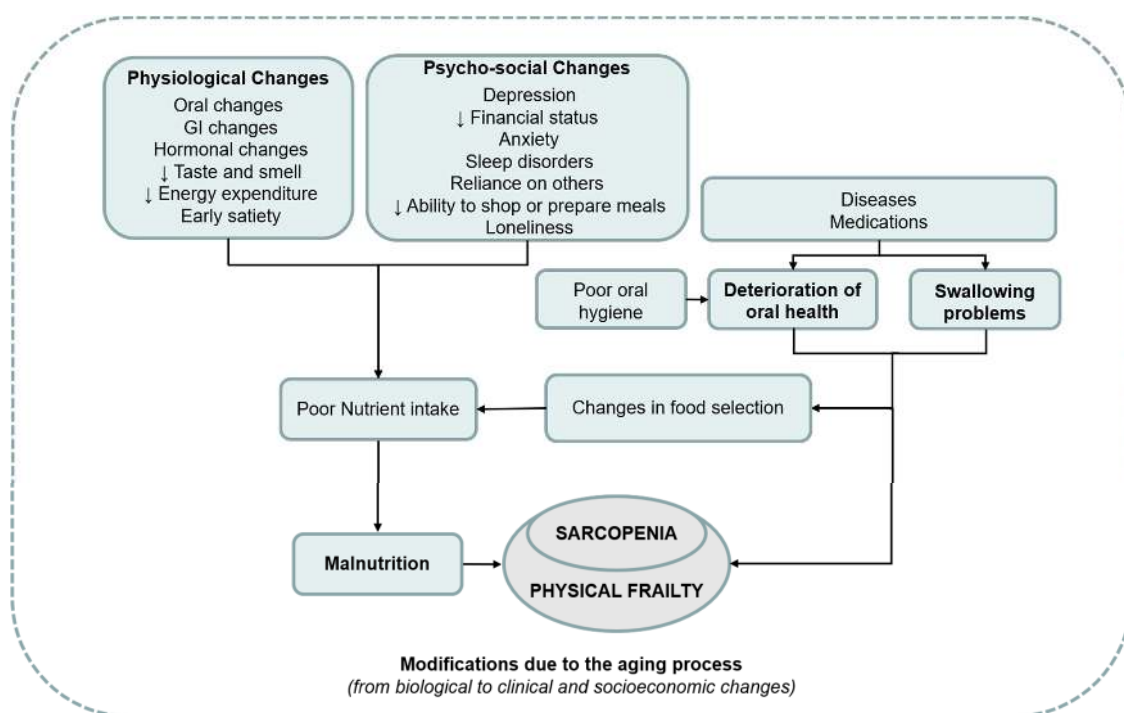 Physiological Changes
Oral changes
GI changes
Hormonal changes
↓ Taste and smell
↓ Energy expenditure
Early satiety
Psycho-social Changes
Depression
↓ Financial status
Anxiety
Sleep disorders
Reliance on others
↓ Ability to shop or prepare meals
Loneliness
Diseases
Medications
Poor oral
hygiene
Deterioration of
oral health
Swallowing
problems
Poor Nutrient intake
Changes in food selection
Malnutrition
SARCOPENIA
PHYSICAL FRAILTY
Modifications due to the aging process
(from biological to clinical and socioeconomic changes)